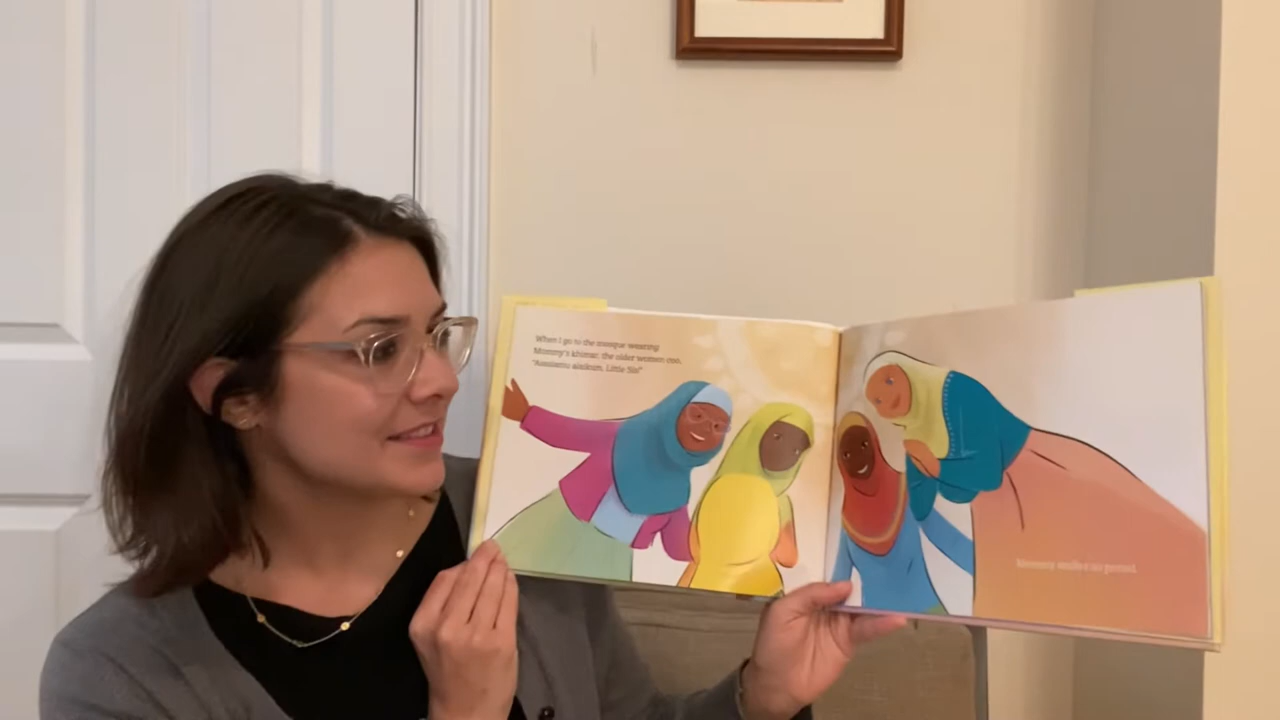 When I go to the mosque wearing
Mommy's khimar, the older women coo,
"Assalamu alaikum, Little Sis!"
Mommy smiles so proud.